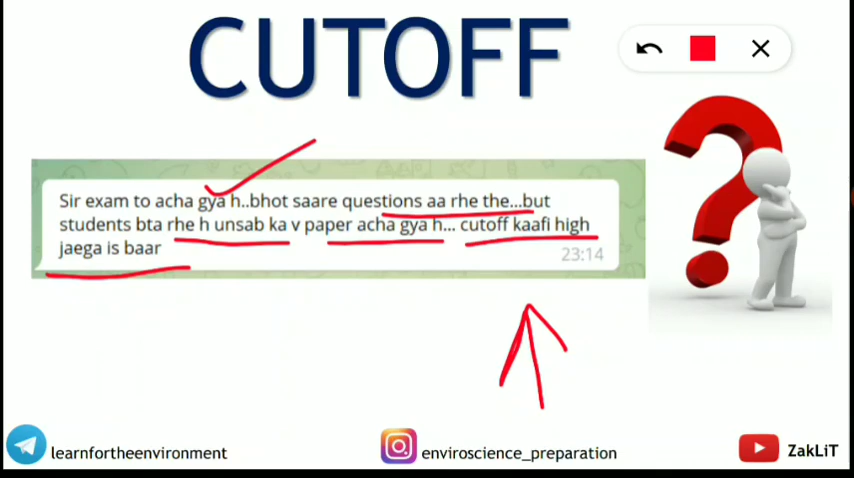 CUTOFF
Sir exam to acha gya h..bhot saare questions aa rhe the...but
students bta rhe h unsab ka v paper acha gya h... cutoff kaafi high
jaega is baar
23:14
learnfortheenvironment
enviroscience_preparation
ZakLiT